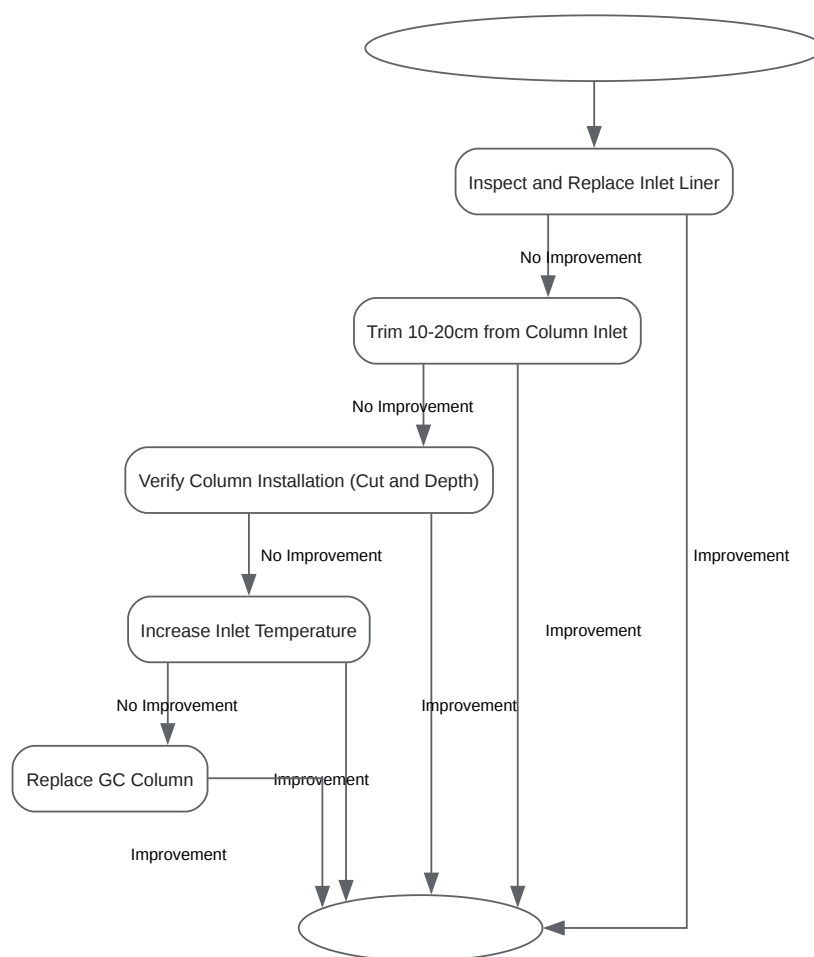 Inspect and Replace Inlet Liner
No Improvement
Trim 10-20cm from Column Inlet
No Improvement
Verify Column Installation (Cut and Depth)
No Improvement
Improvement
Increase Inlet Temperature
Improvement
No Improvement
Improvement
Replace GC Column
Improvement
Improvement